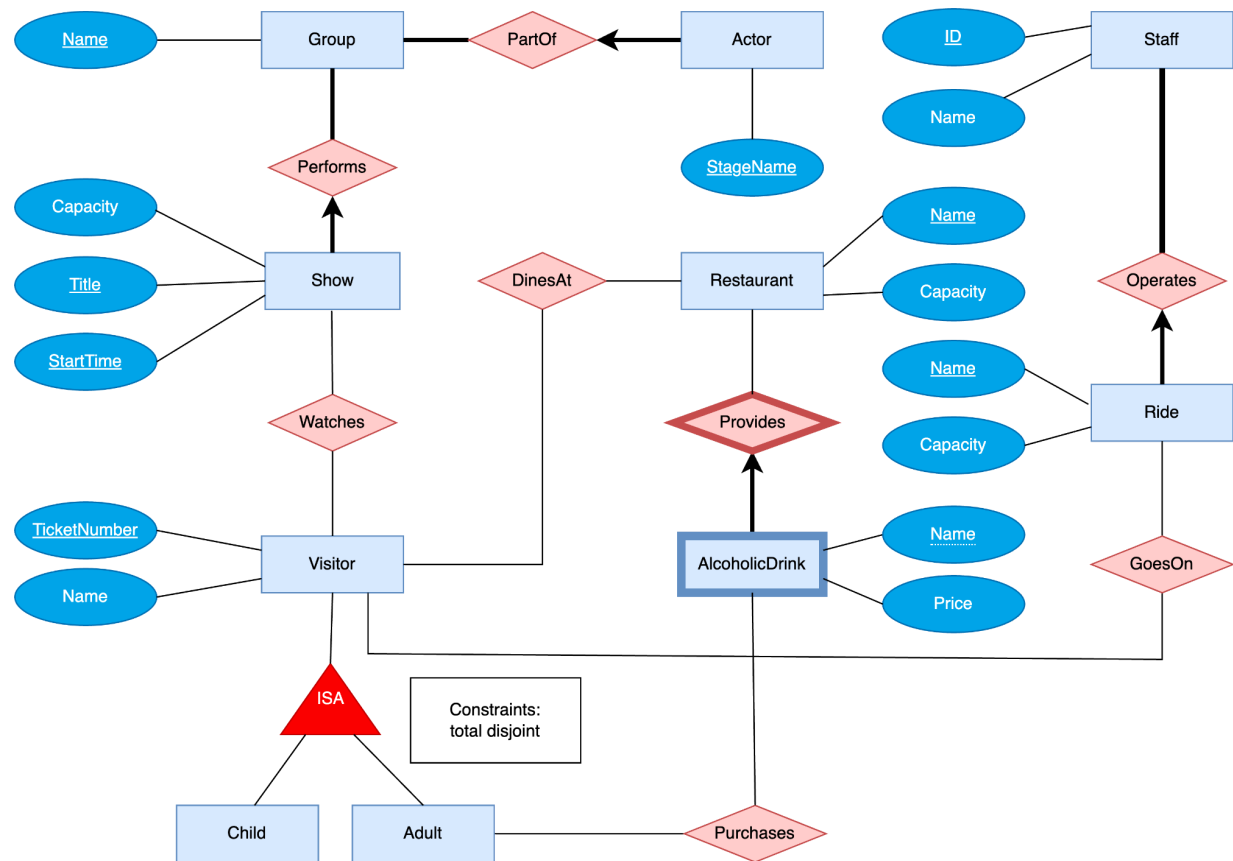 Name
Group
PartOf
Actor
ID
Staff
Name
Performs
StageName
Capacity
Name
Title
Show
DinesAt
Restaurant
Capacity
Operates
StartTime
Name
Watches
Provides
Ride
Capacity
TicketNumber
Name
Visitor
AlcoholicDrink
GoesOn
Name
Price
ISA
Constraints:
total disjoint
Child
Adult
Purchases